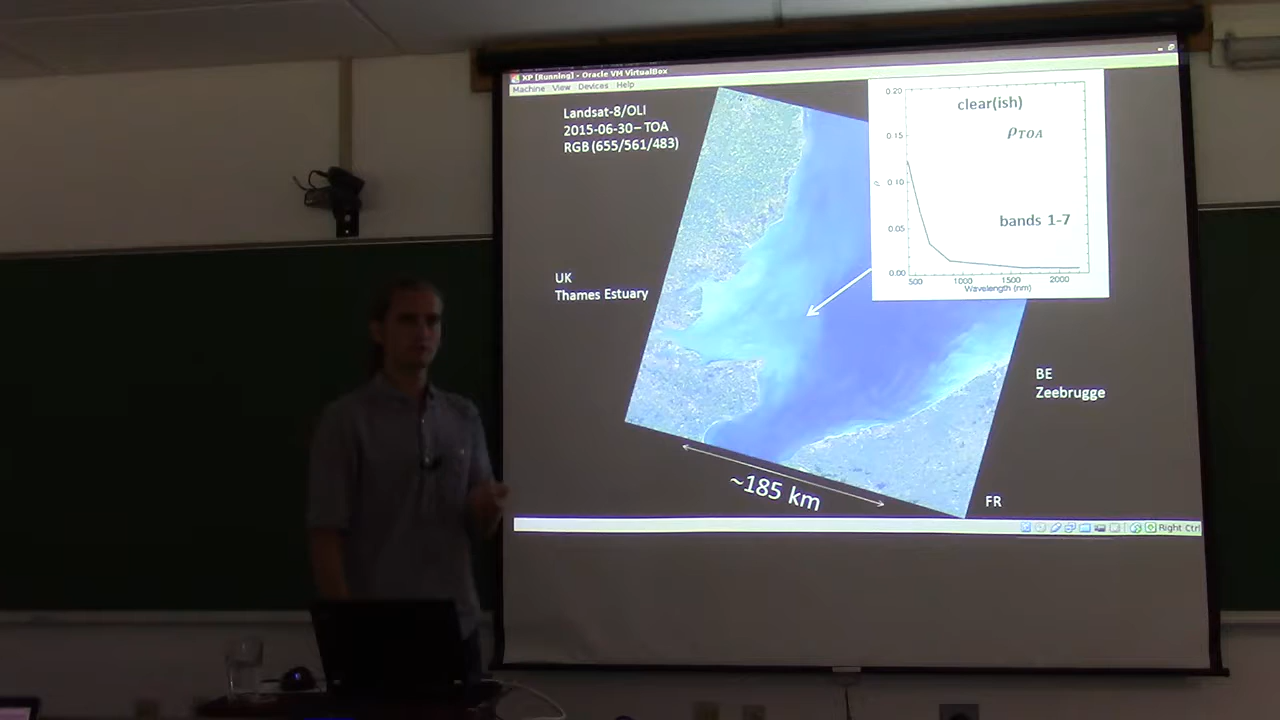 XP [Running] - Oracle VM VirtualBox
Machine View Devices Help
Landsat-8/OLI
2015-06-30 – TOA
RGB (655/561/483)
UK
Thames Estuary
clear(ish)
ρTOA
bands 1-7
0.20
0.15
0.10
0.05
0.00
ρ
500 1000 1500 2000
Wavelength (nm)
BE
Zeebrugge
~185 km
FR
Right Ctrl